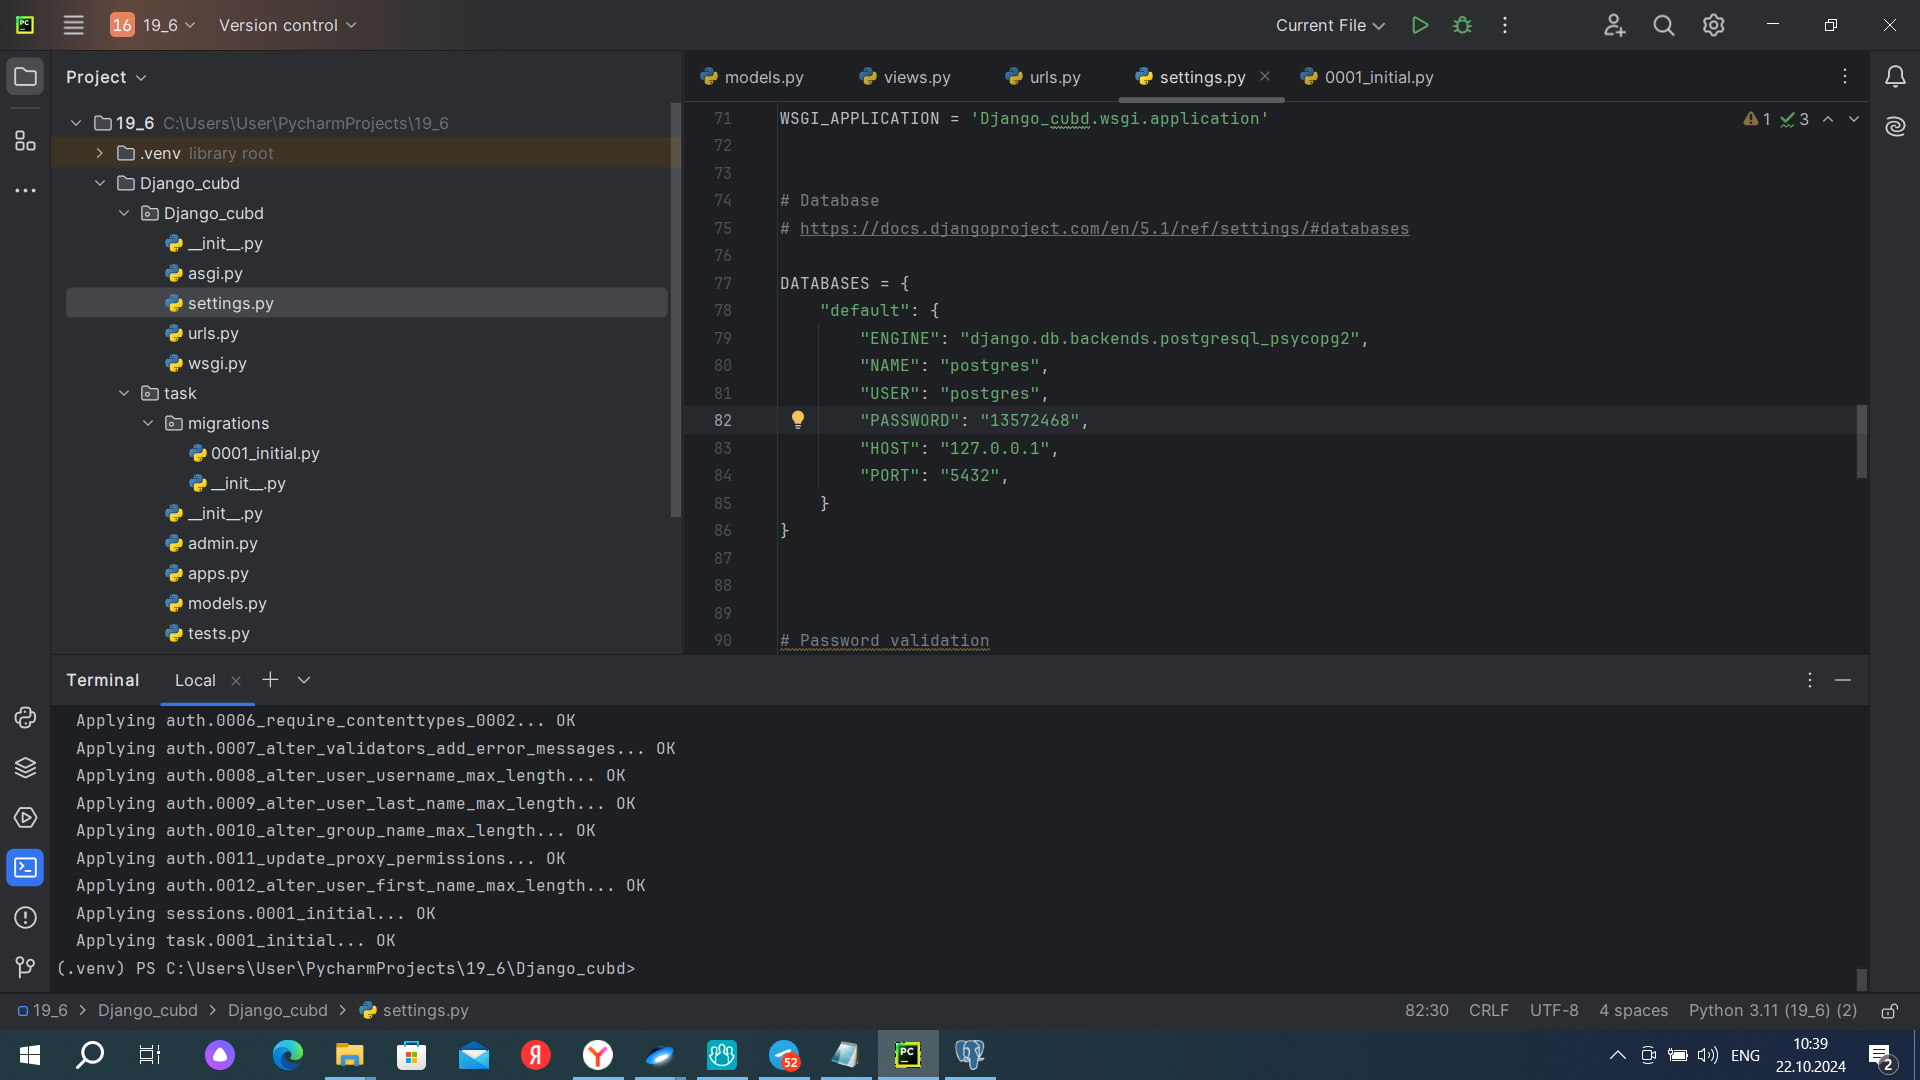 16 19_6 Version control
Current File
Project
19_6 C:\Users\User\PycharmProjects\19_6
.venv library root
Django_cubd
Django_cubd
__init__.py
asgi.py
settings.py
urls.py
wsgi.py
task
migrations
0001_initial.py
__init__.py
__init__.py
admin.py
apps.py
models.py
tests.py
models.py views.py urls.py settings.py 0001_initial.py
1 3
71 WSGI_APPLICATION = 'Django_cubd.wsgi.application'
72
73
74 # Database
75 # https://docs.djangoproject.com/en/5.1/ref/settings/#databases
76
77 DATABASES = {
78 "default": {
79 "ENGINE": "django.db.backends.postgresql_psycopg2",
80 "NAME": "postgres",
81 "USER": "postgres",
82 "PASSWORD": "13572468",
83 "HOST": "127.0.0.1",
84 "PORT": "5432",
85 }
86 }
87
88
89
90 # Password validation
Terminal Local
Applying auth.0006_require_contenttypes_0002... OK
Applying auth.0007_alter_validators_add_error_messages... OK
Applying auth.0008_alter_user_username_max_length... OK
Applying auth.0009_alter_user_last_name_max_length... OK
Applying auth.0010_alter_group_name_max_length... OK
Applying auth.0011_update_proxy_permissions... OK
Applying auth.0012_alter_user_first_name_max_length... OK
Applying sessions.0001_initial... OK
Applying task.0001_initial... OK
(.venv) PS C:\Users\User\PycharmProjects\19_6\Django_cubd>
19_6 > Django_cubd > Django_cubd > settings.py
82:30 CRLF UTF-8 4 spaces Python 3.11 (19_6) (2)
Я Y 52 PC ENG
10:39
22.10.2024
2